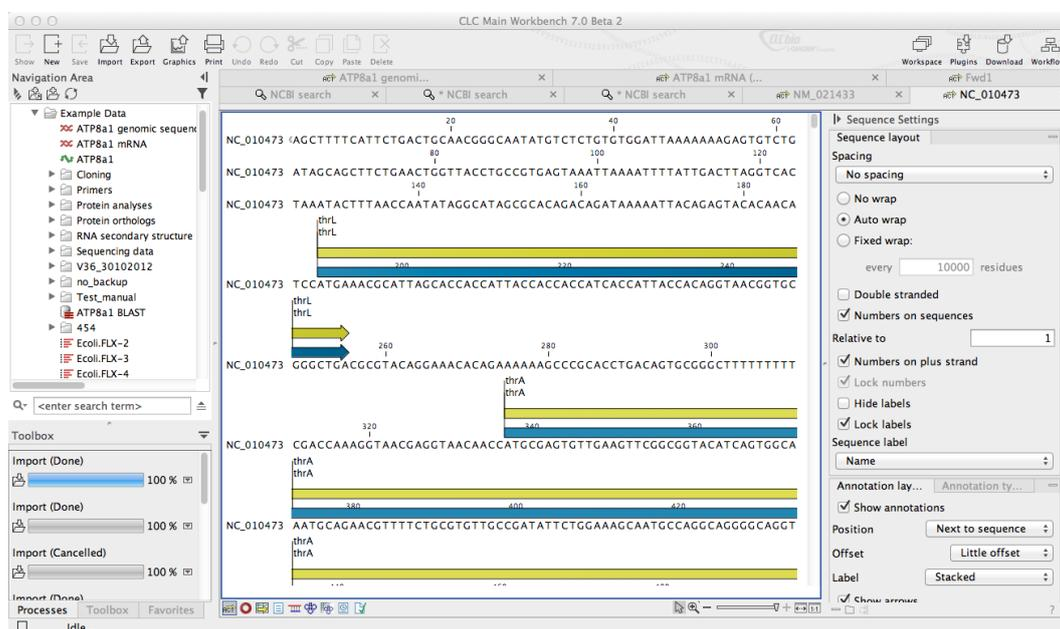 CLC Main Workbench 7.0 Beta 2
Show New Save Import Export Graphics Print Undo Redo Cut Copy Paste Delete
CLC bio
Workspace Plugins Download Workflo
Navigation Area
ATP8a1 genomi...
ATP8a1 mRNA (...
Fwd1
NCBI search
* NCBI search
* NCBI search
NM_021433
NC_010473
Example Data
ATP8a1 genomic sequenc
ATP8a1 mRNA
ATP8a1
Cloning
Primers
Protein analyses
Protein orthologs
RNA secondary structure
Sequencing data
V36_30102012
no_backup
Test_manual
ATP8a1 BLAST
454
Ecoli.FLX-2
Ecoli.FLX-3
Ecoli.FLX-4
<enter search term>
Toolbox
Import (Done)
100 %
Import (Done)
100 %
Import (Cancelled)
100 %
Import (Done)
Processes Toolbox Favorites
Idle
20 40 60
NC_010473 AGCTTTTCATTCTGACTGCAACGGGCAATATGTCTCTGTGTGGATTAAAAAAAGAGTGTCTG
80 100 120
NC_010473 ATAGCAGCTTCTGAACTGGTTACCTGCCGTGAGTAAATTAAAATTTTATTGACTTAGGTCAC
140 160 180
NC_010473 TAAATACTTTAACCAATATAGGCATAGCGCACAGACAGATAAAAATTACAGAGTACACAACA
thrL
thrL
200 220 240
NC_010473 TCCATGAAACGCATTAGCACCACCATTACCACCACCATCACCATTACCACAGGTAACGGTGC
thrL
thrL
260 280 300
NC_010473 GGGCTGACGCGTACAGGAAACACAGAAAAAAGCCCGCACCTGACAGTGCGGGCTTTTTTTTT
thrA
thrA
320 340 360
NC_010473 CGACCAAAGGTAACGAGGTAACAACCATGCGAGTGTTGAAGTTCGGCGGTACATCAGTGGCA
thrA
thrA
380 400 420
NC_010473 AATGCAGAACGTTTTCTGCGTGTTGCCGATATTCTGGAAAGCAATGCCAGGCAGGGGCAGGT
thrA
thrA
Sequence Settings
Sequence layout
Spacing
No spacing
No wrap
Auto wrap
Fixed wrap:
every 10000 residues
Double stranded
Numbers on sequences
Relative to 1
Numbers on plus strand
Lock numbers
Hide labels
Lock labels
Sequence label
Name
Annotation lay... Annotation ty...
Show annotations
Position Next to sequence
Offset Little offset
Label Stacked
Show arrows